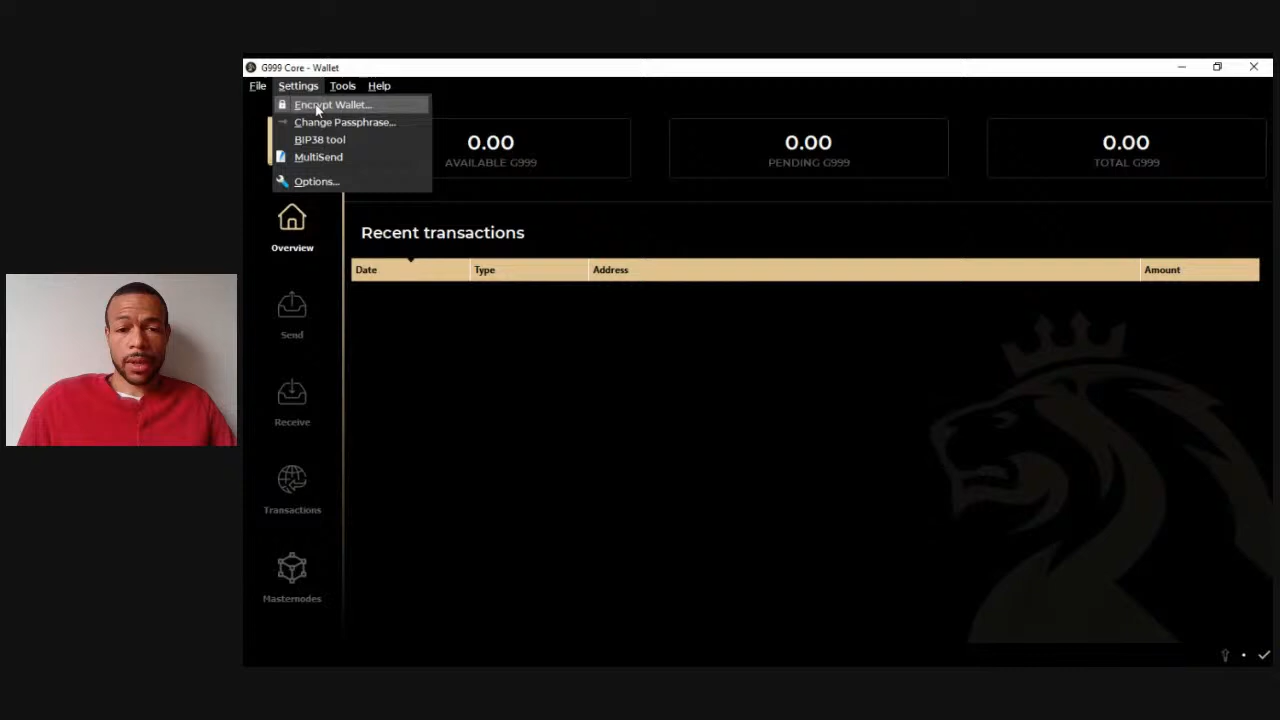 G999 Core - Wallet
File Settings Tools Help
Encrypt Wallet...
Change Passphrase...
BIP38 tool
MultiSend
Options...
0.00
AVAILABLE G999
0.00
PENDING G999
0.00
TOTAL G999
Overview
Send
Receive
Transactions
Masternodes
Recent transactions
Date Type Address Amount